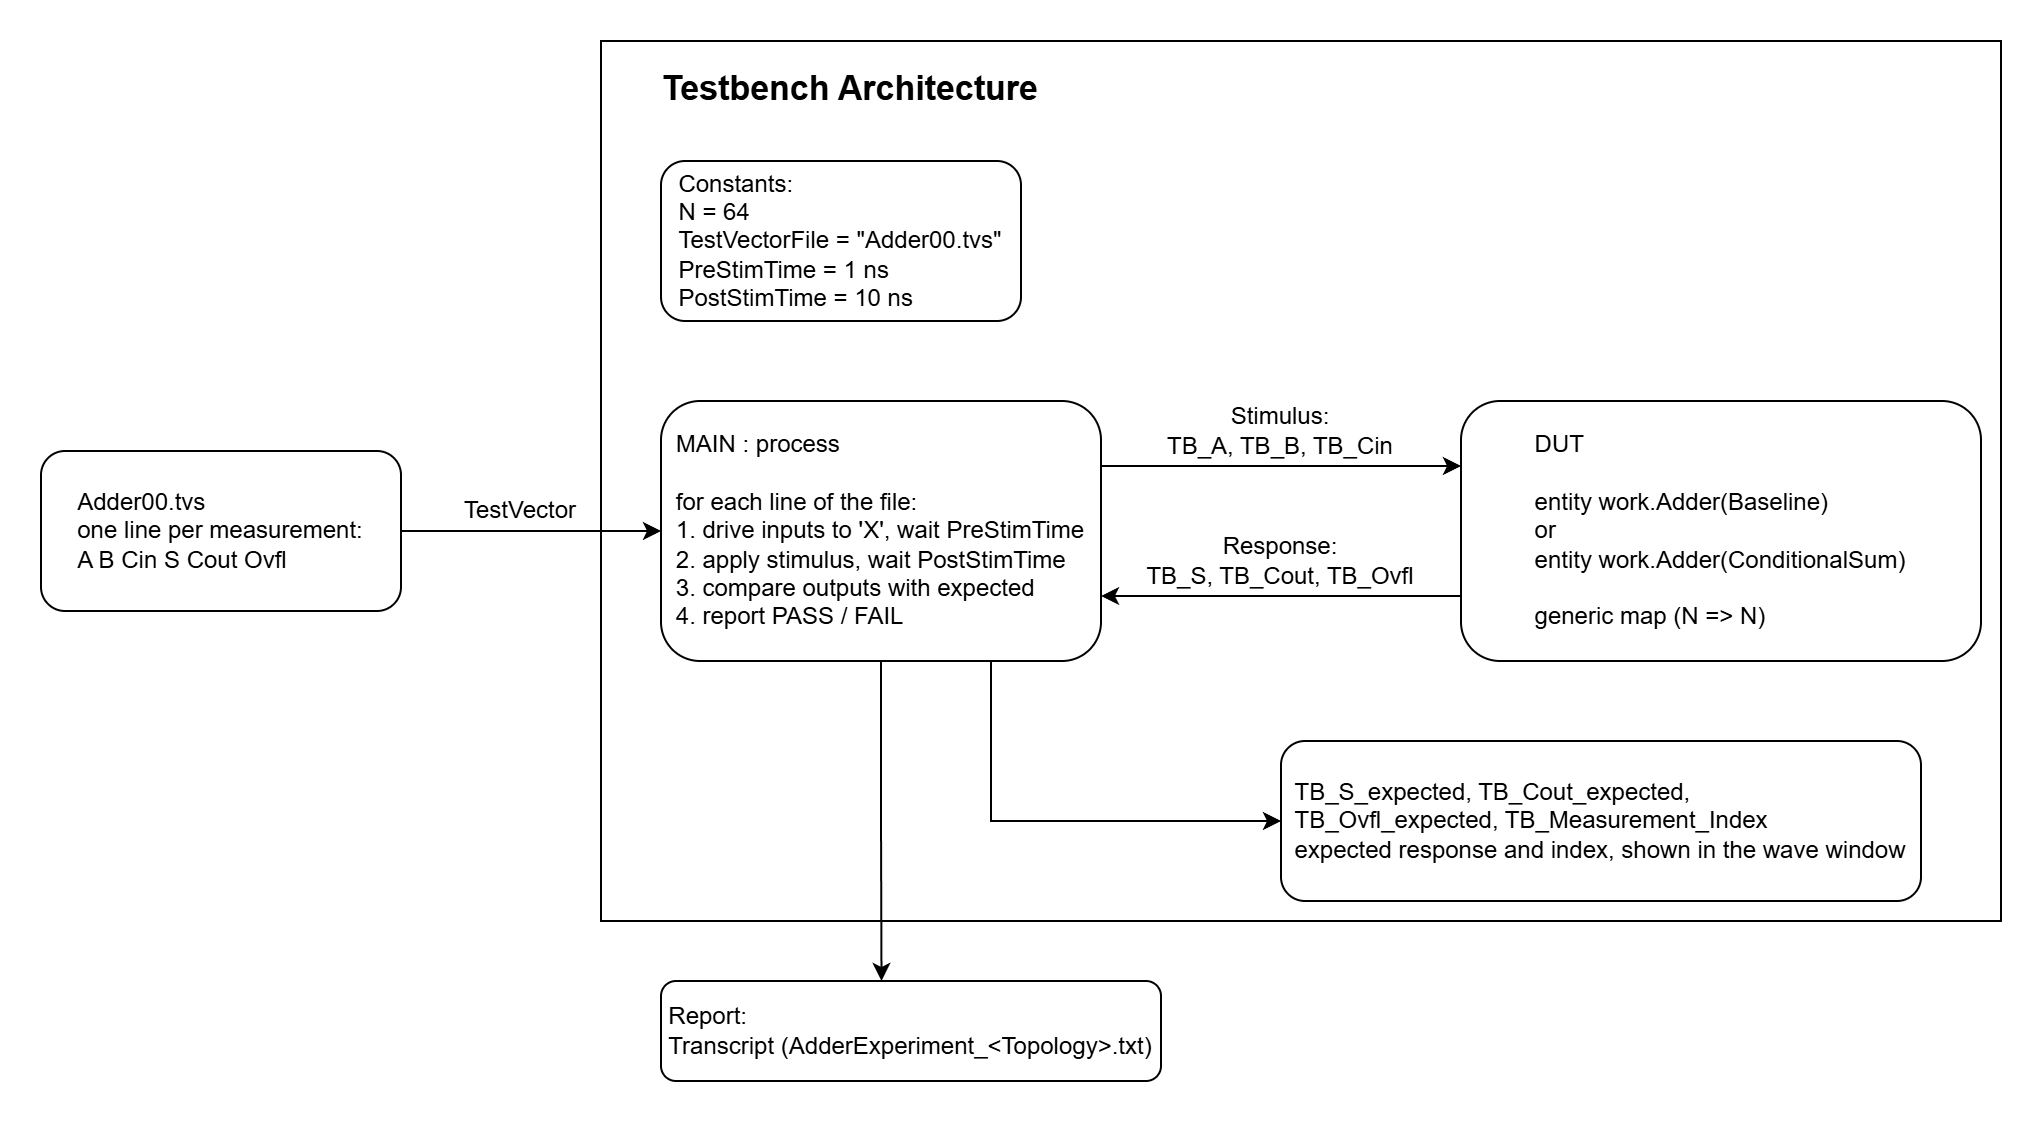 Testbench Architecture
Constants:
N = 64
TestVectorFile = "Adder00.tvs"
PreStimTime = 1 ns
PostStimTime = 10 ns
Adder00.tvs
one line per measurement:
A B Cin S Cout Ovfl
TestVector
MAIN : process
for each line of the file:
1. drive inputs to 'X', wait PreStimTime
2. apply stimulus, wait PostStimTime
3. compare outputs with expected
4. report PASS / FAIL
Stimulus:
TB_A, TB_B, TB_Cin
Response:
TB_S, TB_Cout, TB_Ovfl
DUT
entity work.Adder(Baseline)
or
entity work.Adder(ConditionalSum)
generic map (N => N)
TB_S_expected, TB_Cout_expected,
TB_Ovfl_expected, TB_Measurement_Index
expected response and index, shown in the wave window
Report:
Transcript (AdderExperiment_<Topology>.txt)